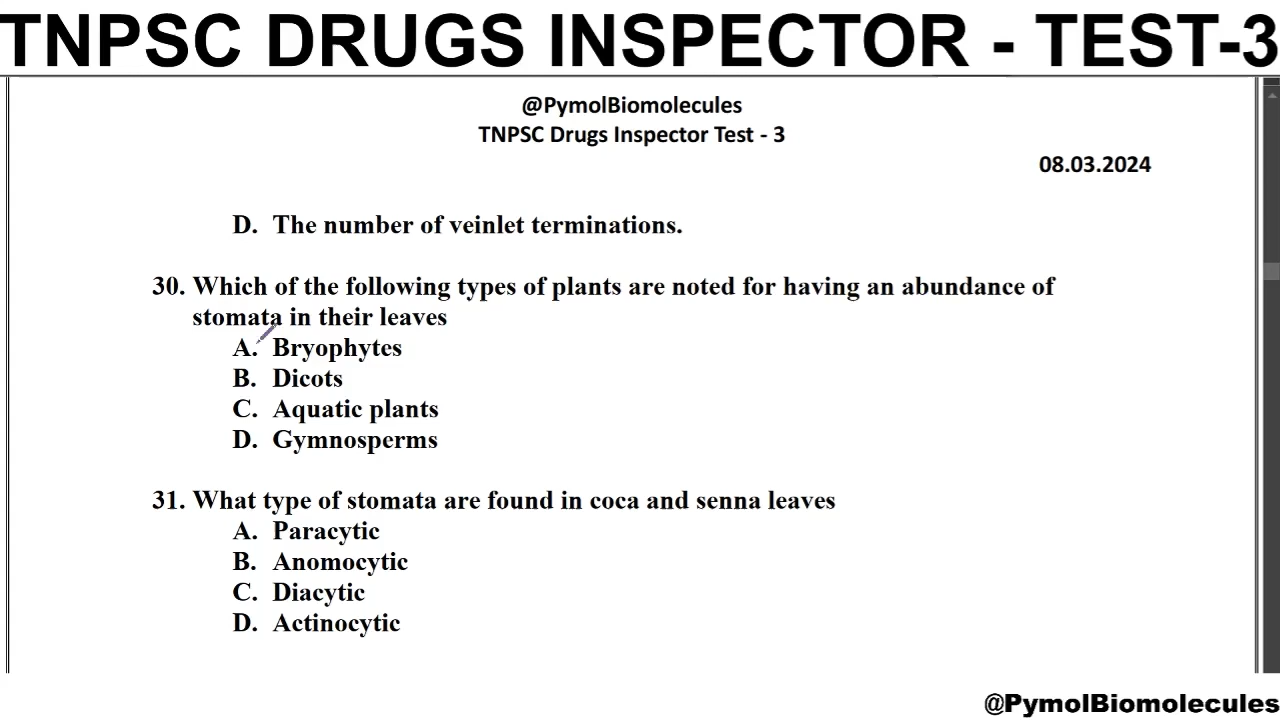 TNPSC DRUGS INSPECTOR - TEST-3
@PymolBiomolecules
TNPSC Drugs Inspector Test - 3
08.03.2024
D. The number of veinlet terminations.
30. Which of the following types of plants are noted for having an abundance of
stomata in their leaves
A. Bryophytes
B. Dicots
C. Aquatic plants
D. Gymnosperms
31. What type of stomata are found in coca and senna leaves
A. Paracytic
B. Anomocytic
C. Diacytic
D. Actinocytic
@PymolBiomolecules